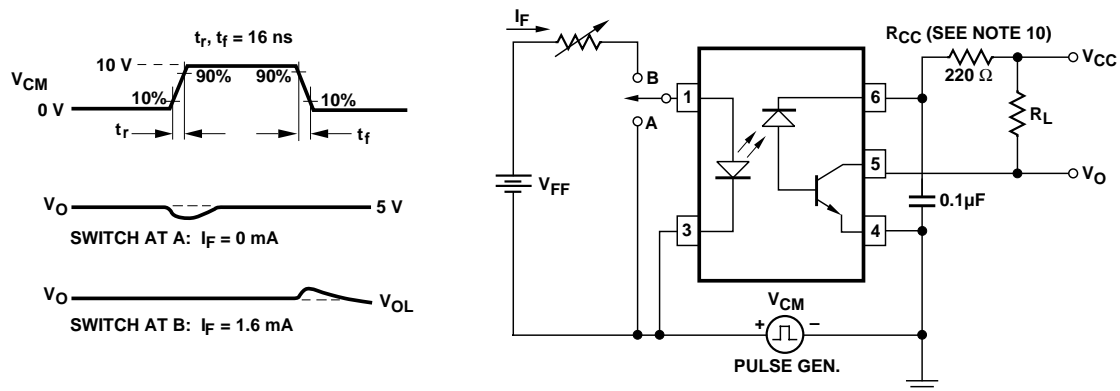 t_r, t_f = 16 ns
V_CM
10 V
0 V
10%
90%
90%
10%
t_r
t_f
V_O
5 V
SWITCH AT A: I_F = 0 mA
V_O
V_OL
SWITCH AT B: I_F = 1.6 mA
I_F
B
A
V_FF
1
3
6
5
4
R_CC (SEE NOTE 10)
220 Ω
V_CC
R_L
V_O
0.1µF
V_CM
+
–
PULSE GEN.